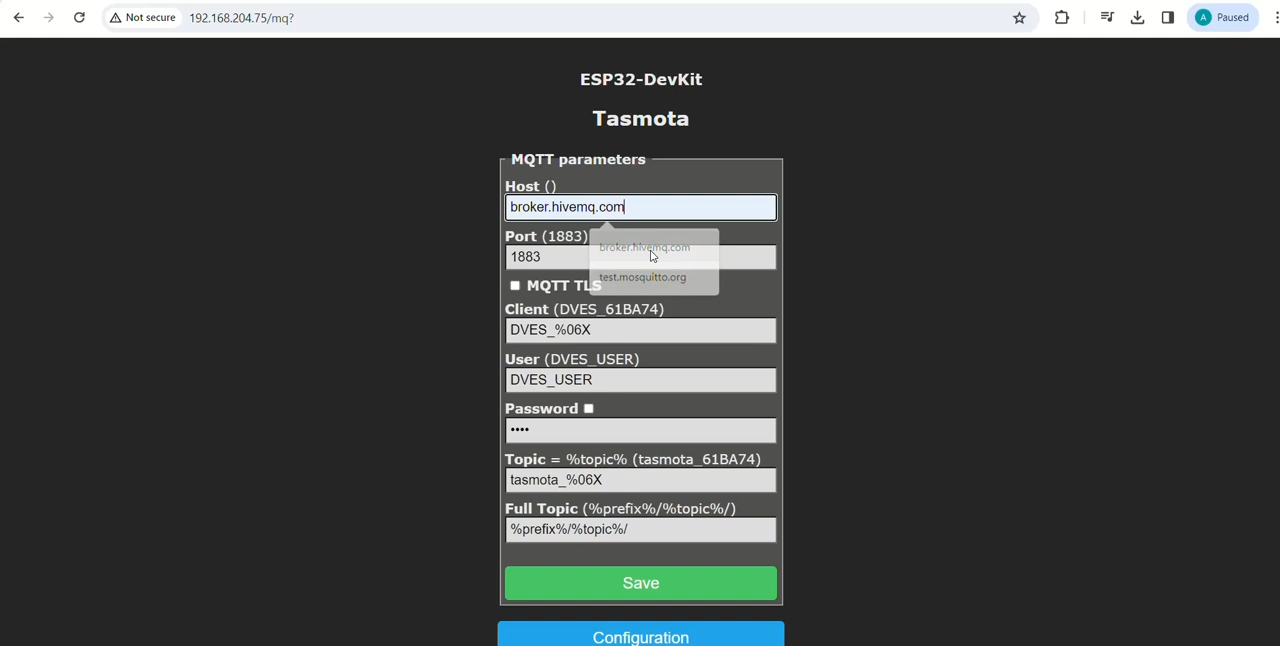 Not secure 192.168.204.75/mq? A Paused
ESP32-DevKit
Tasmota
MQTT parameters
Host ()
broker.hivemq.com
Port (1883)
broker.hivemq.com
1883
test.mosquitto.org
MQTT TLS
Client (DVES_61BA74)
DVES_%06X
User (DVES_USER)
DVES_USER
Password
••••
Topic = %topic% (tasmota_61BA74)
tasmota_%06X
Full Topic (%prefix%/%topic%/)
%prefix%/%topic%/
Save
Configuration